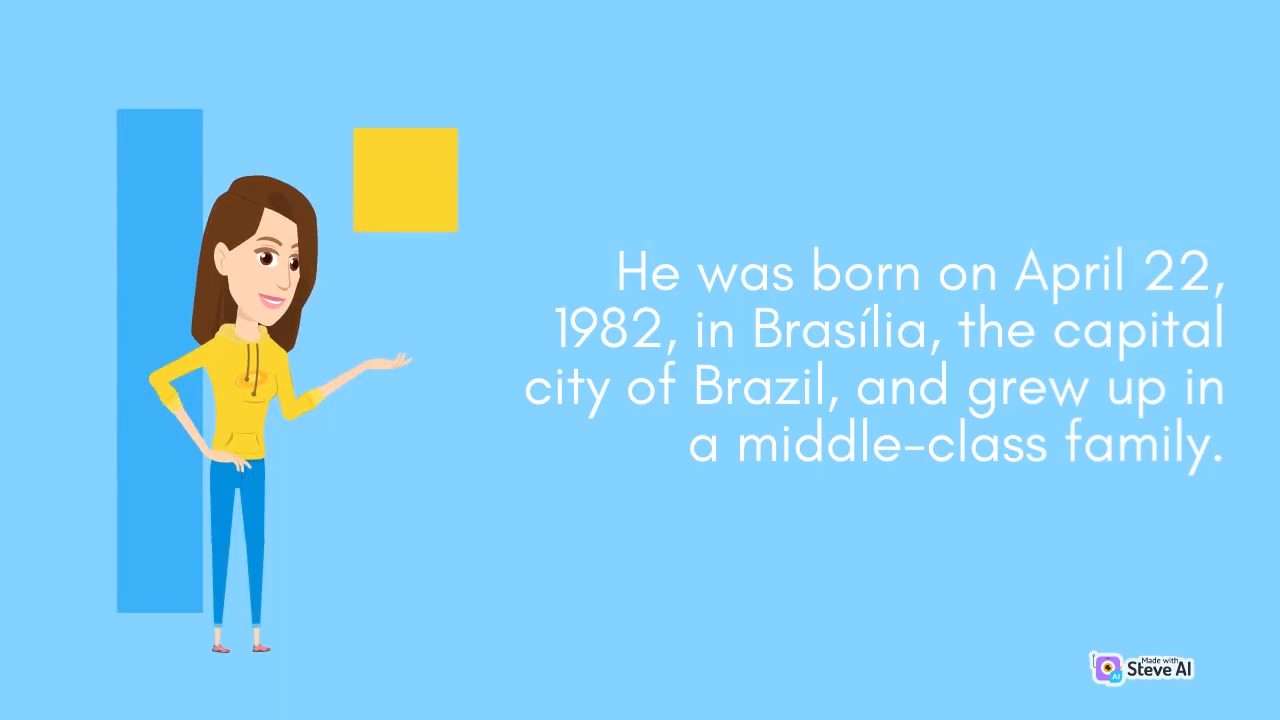 He was born on April 22,
1982, in Brasília, the capital
city of Brazil, and grew up in
a middle-class family.
Made with
Steve AI
AI